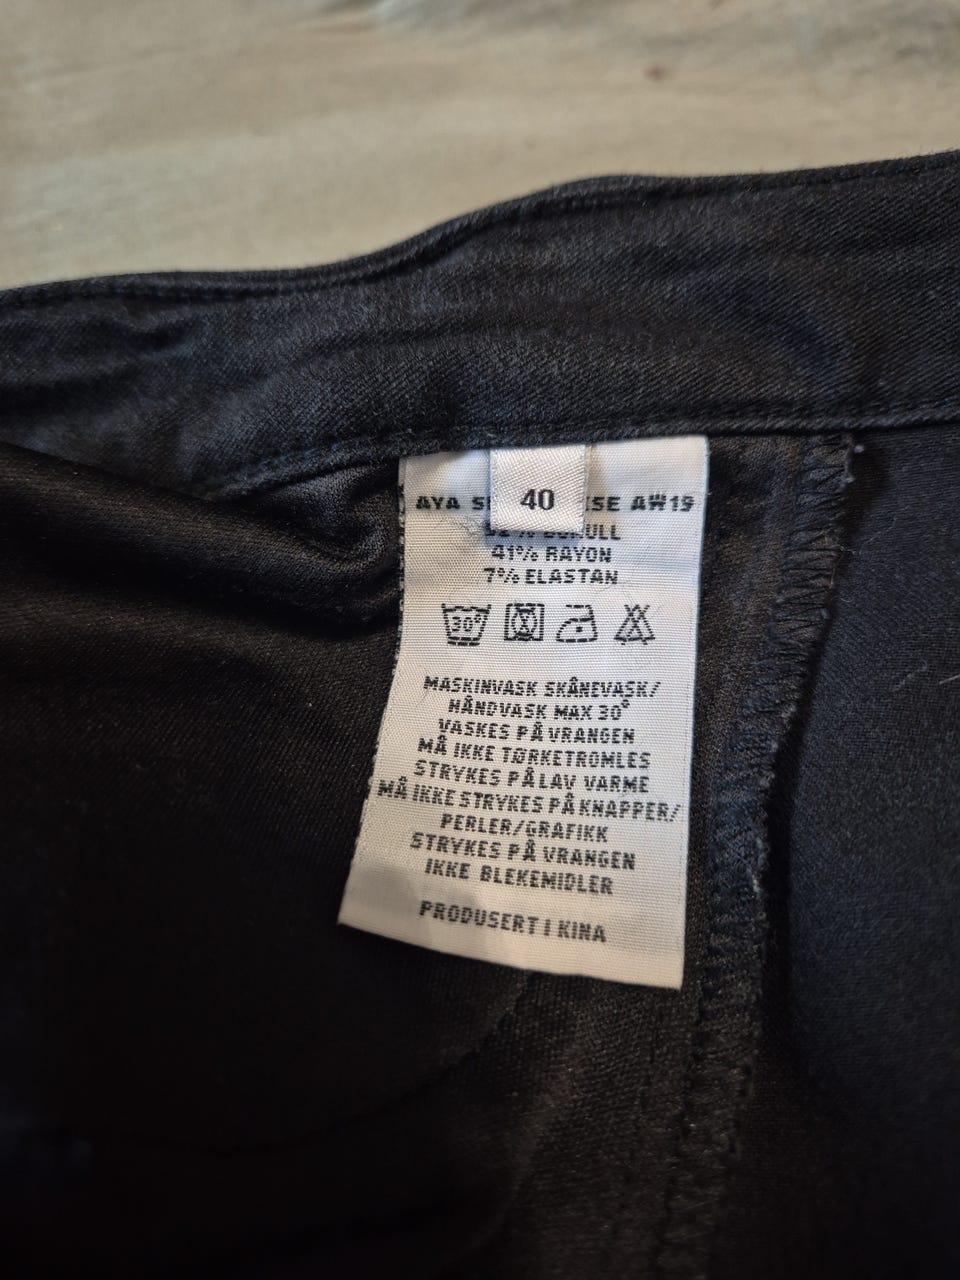 40
AYA AW19
41% RAYON
7% ELASTAN
30°
MASKINVASK SKÅNEVASK/
HÅNDVASK MAX 30°
VASKES PÅ VRANGEN
MÅ IKKE TØRKETROMLES
STRYKES PÅ LAV VARME
MÅ IKKE STRYKES PÅ KNAPPER/
PERLER/GRAFIKK
STRYKES PÅ VRANGEN
IKKE BLEKEMIDLER
PRODUSERT I KINA